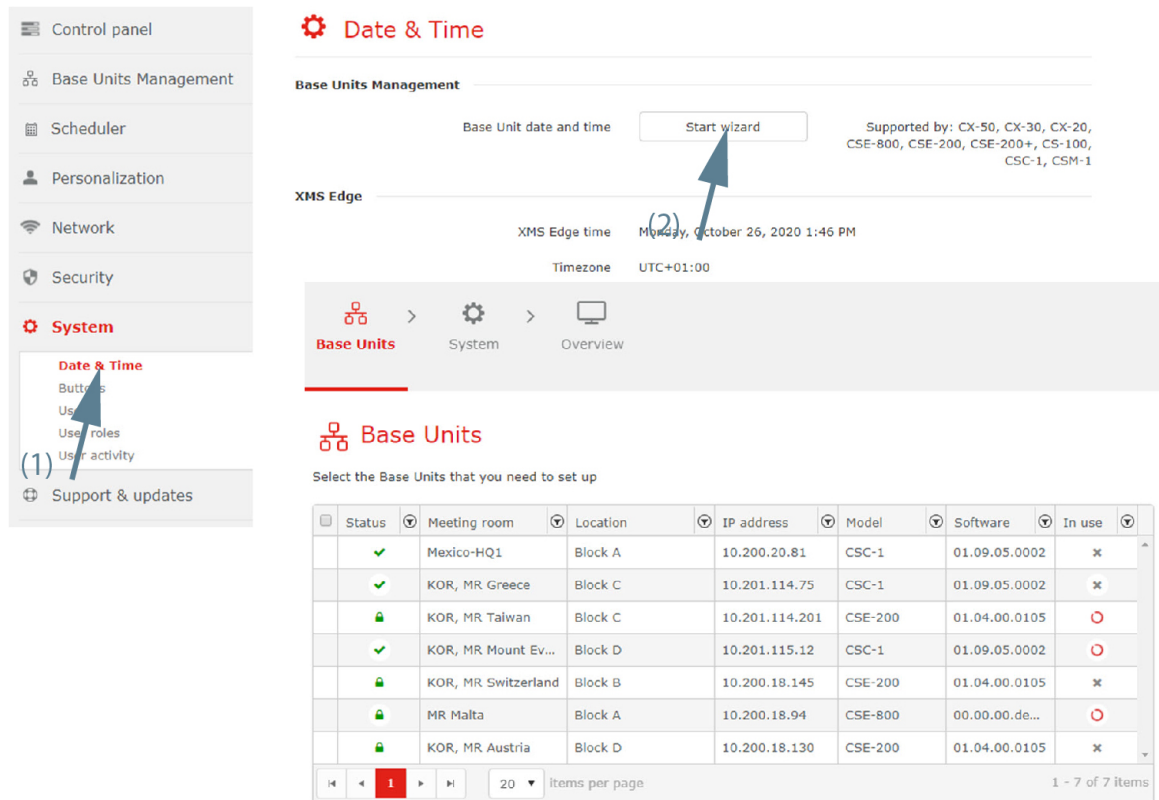 Control panel
Base Units Management
Scheduler
Personalization
Network
Security
System
Date & Time
Buttons
User roles
User activity
(1)
Support & updates
Date & Time
Base Units Management
Base Unit date and time
Start wizard
Supported by: CX-50, CX-30, CX-20,
CSE-800, CSE-200, CSE-200+, CS-100,
CSC-1, CSM-1
XMS Edge
(2)
XMS Edge time Monday, October 26, 2020 1:46 PM
Timezone UTC+01:00
Base Units > System > Overview
Base Units
Select the Base Units that you need to set up
Status Meeting room Location IP address Model Software In use
Mexico-HQ1 Block A 10.200.20.81 CSC-1 01.09.05.0002
KOR, MR Greece Block C 10.201.114.75 CSC-1 01.09.05.0002
KOR, MR Taiwan Block C 10.201.114.201 CSE-200 01.04.00.0105
KOR, MR Mount Ev... Block D 10.201.115.12 CSC-1 01.09.05.0002
KOR, MR Switzerland Block B 10.200.18.145 CSE-200 01.04.00.0105
MR Malta Block A 10.200.18.94 CSE-800 00.00.00.de...
KOR, MR Austria Block D 10.200.18.130 CSE-200 01.04.00.0105
1 20 items per page 1 - 7 of 7 items